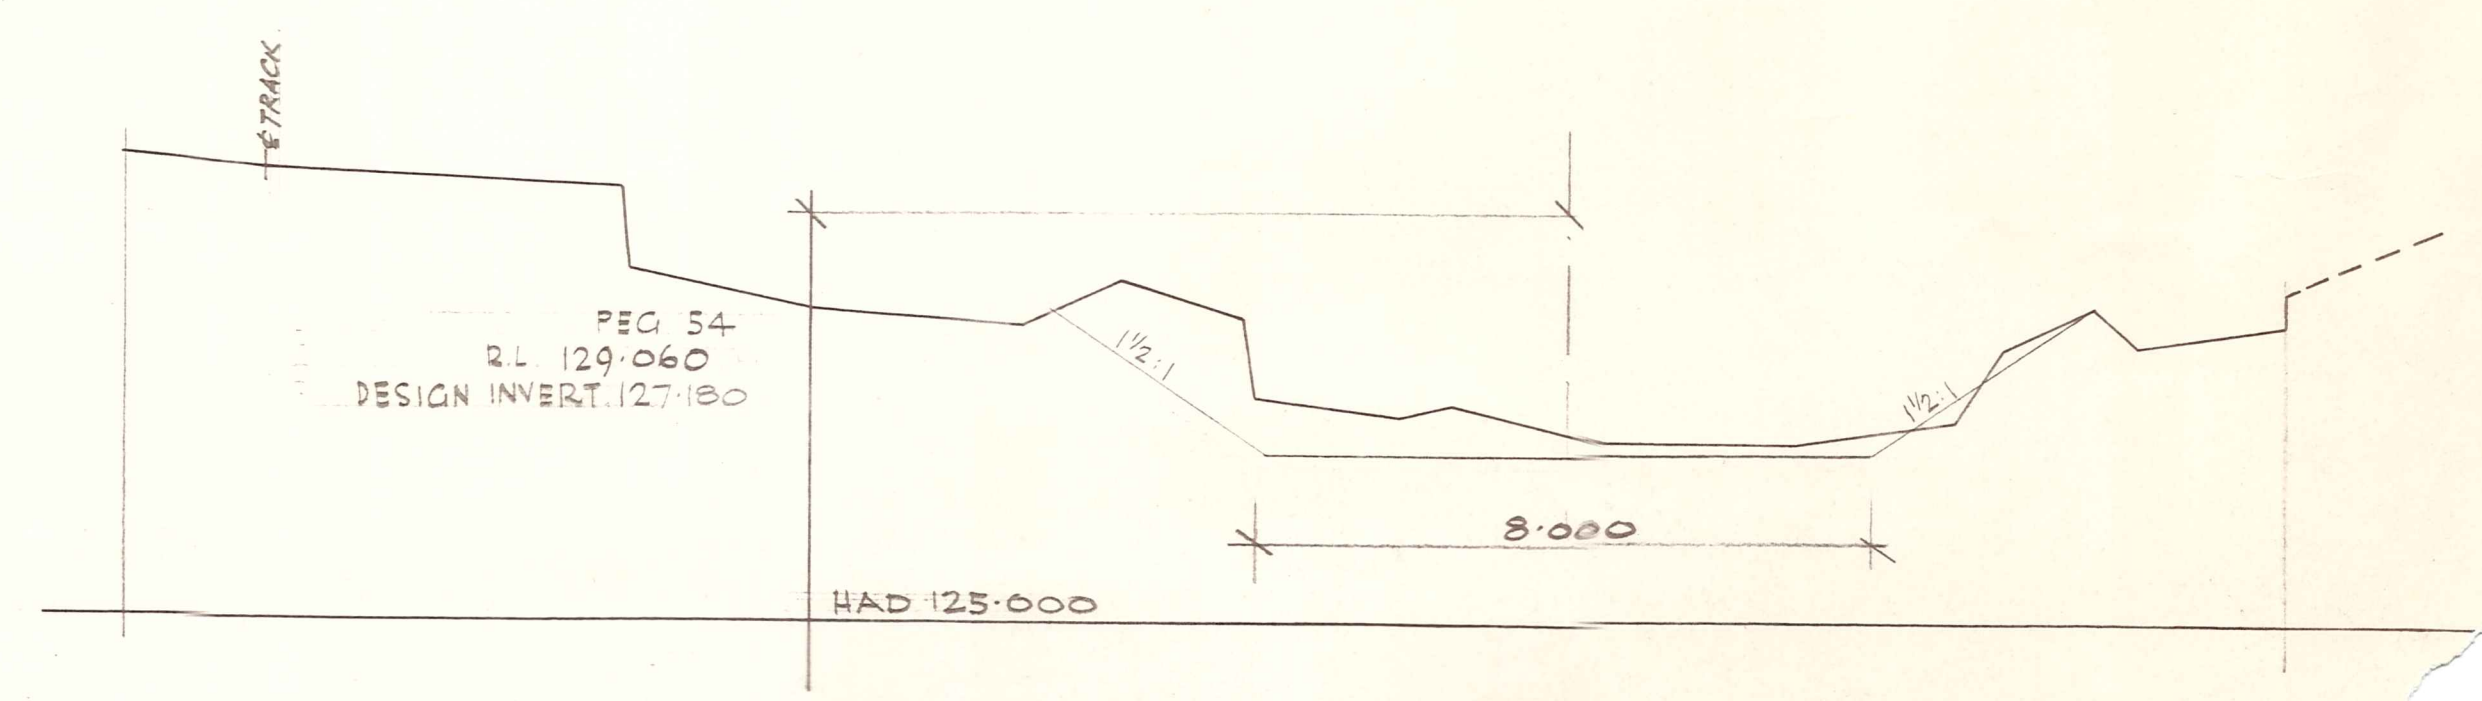 ℄ TRACK
PEG 54
R.L. 129·060
DESIGN INVERT 127·180
1½:1
1½:1
8·000
HAD 125·000